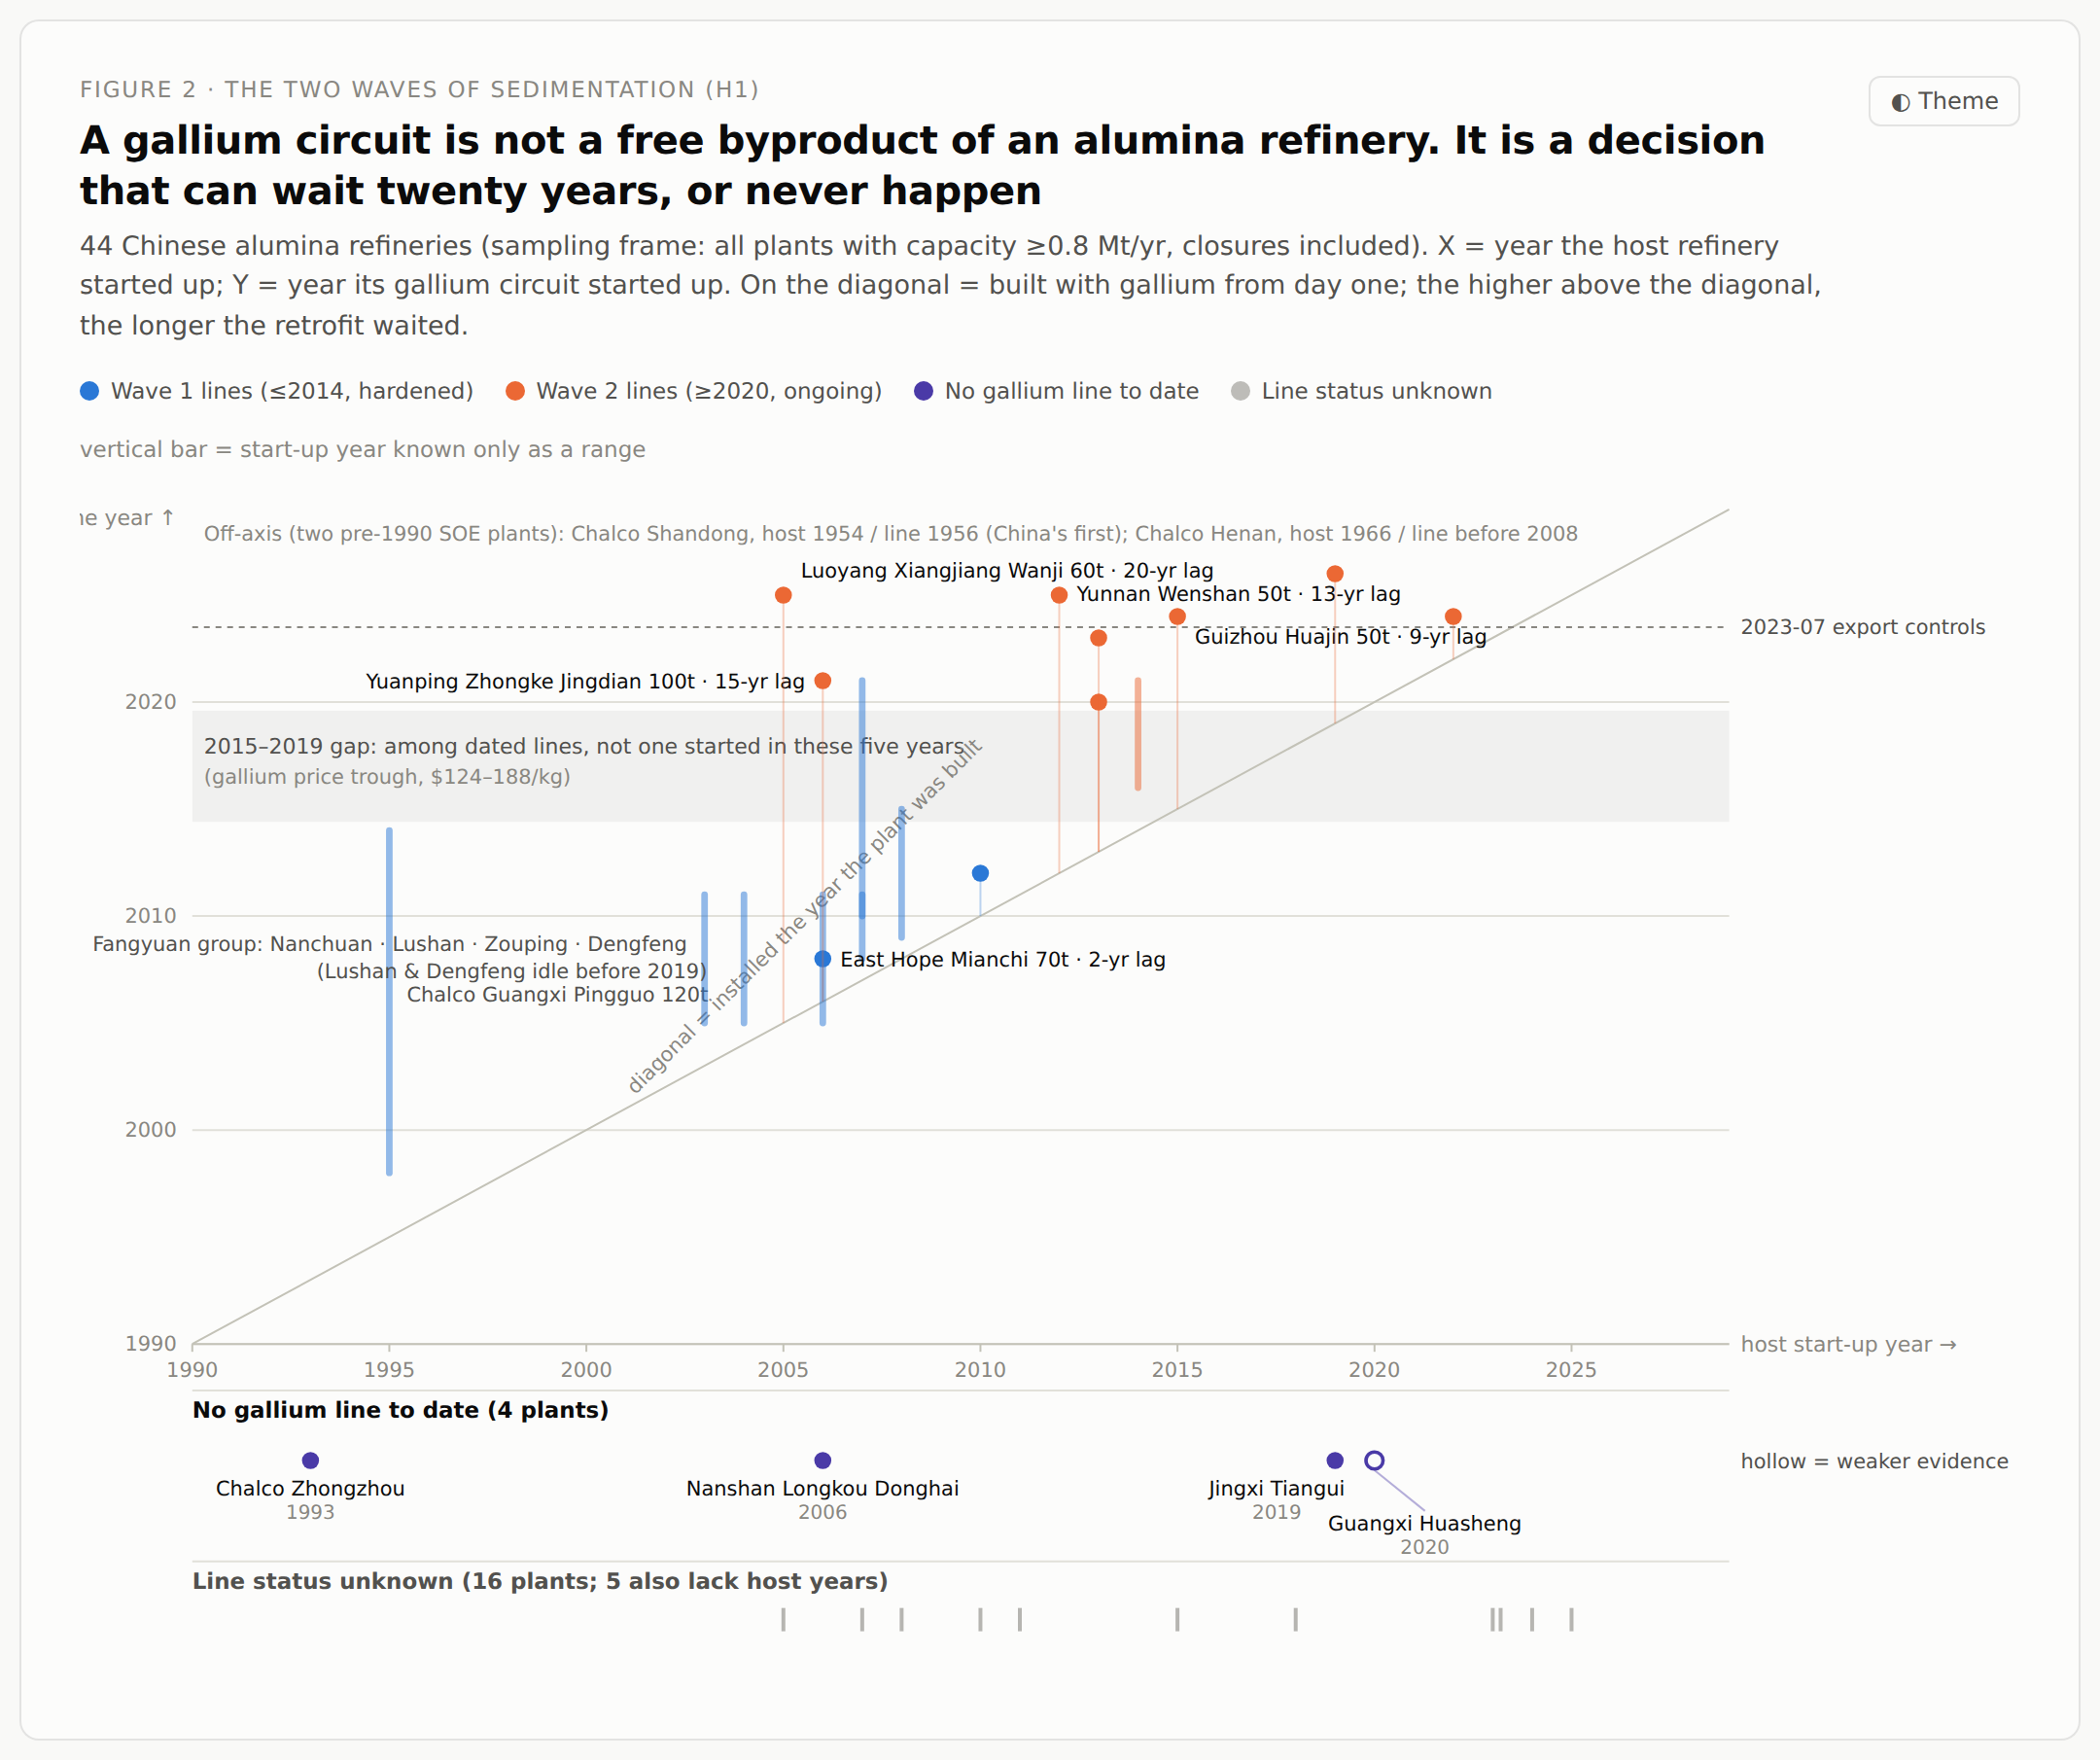 FIGURE 2 · THE TWO WAVES OF SEDIMENTATION (H1)
◐ Theme
A gallium circuit is not a free byproduct of an alumina refinery. It is a decision
that can wait twenty years, or never happen
44 Chinese alumina refineries (sampling frame: all plants with capacity ≥0.8 Mt/yr, closures included). X = year the host refinery
started up; Y = year its gallium circuit started up. On the diagonal = built with gallium from day one; the higher above the diagonal,
the longer the retrofit waited.
Wave 1 lines (≤2014, hardened)
Wave 2 lines (≥2020, ongoing)
No gallium line to date
Line status unknown
vertical bar = start-up year known only as a range
ne year ↑
Off-axis (two pre-1990 SOE plants): Chalco Shandong, host 1954 / line 1956 (China's first); Chalco Henan, host 1966 / line before 2008
Luoyang Xiangjiang Wanji 60t · 20-yr lag
Yunnan Wenshan 50t · 13-yr lag
2023-07 export controls
Guizhou Huajin 50t · 9-yr lag
Yuanping Zhongke Jingdian 100t · 15-yr lag
2020
2015–2019 gap: among dated lines, not one started in these five years
(gallium price trough, $124–188/kg)
diagonal = installed the year the plant was built
2010
Fangyuan group: Nanchuan · Lushan · Zouping · Dengfeng
(Lushan & Dengfeng idle before 2019)
East Hope Mianchi 70t · 2-yr lag
Chalco Guangxi Pingguo 120t
2000
1990
host start-up year →
1990
1995
2000
2005
2010
2015
2020
2025
No gallium line to date (4 plants)
hollow = weaker evidence
Chalco Zhongzhou
1993
Nanshan Longkou Donghai
2006
Jingxi Tiangui
2019
Guangxi Huasheng
2020
Line status unknown (16 plants; 5 also lack host years)